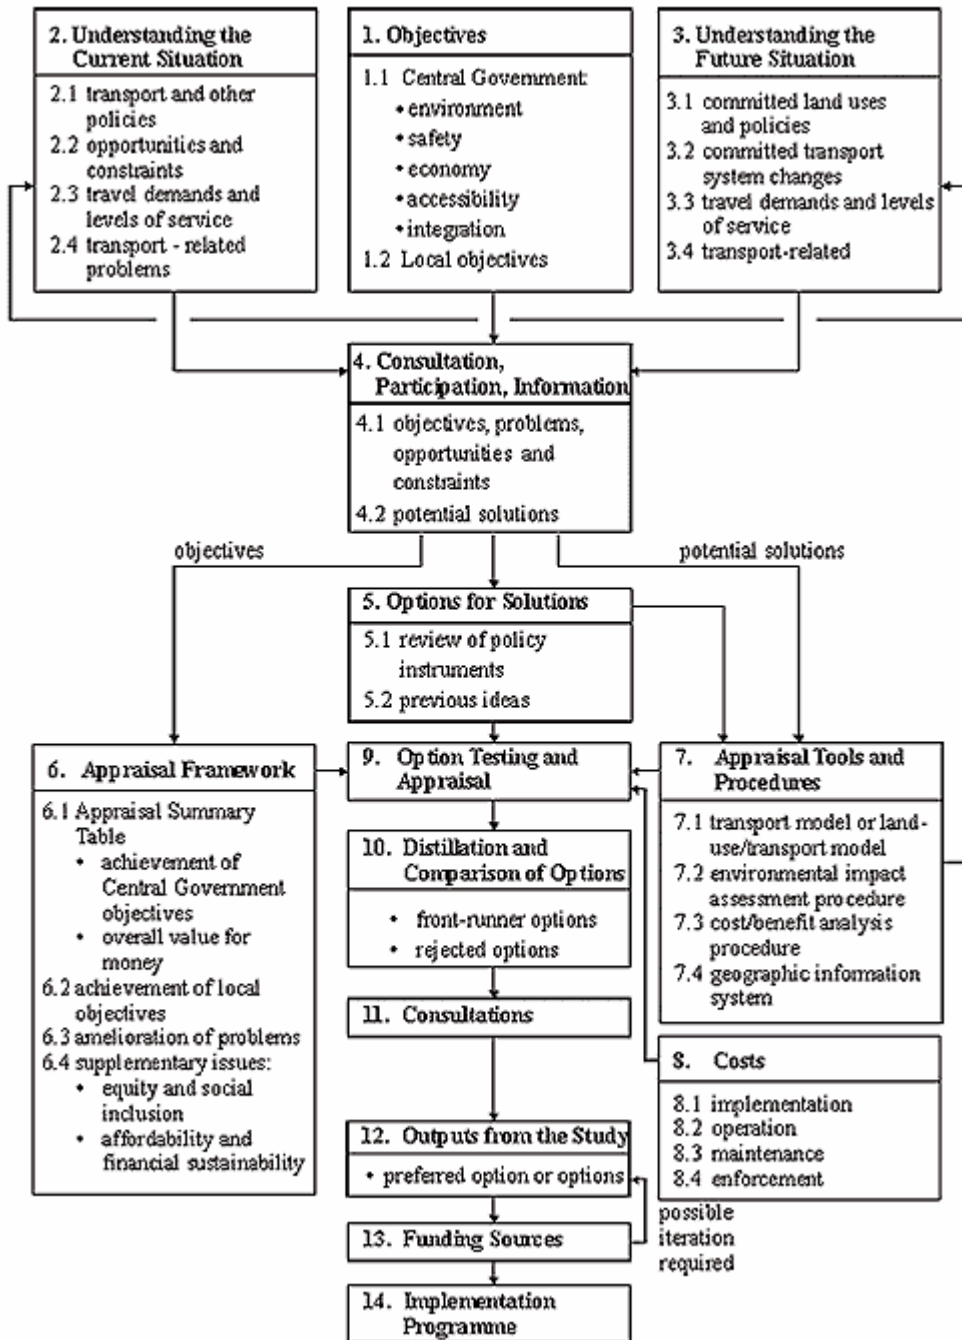 2. Understanding the
Current Situation
2.1 transport and other
policies
2.2 opportunities and
constraints
2.3 travel demands and
levels of service
2.4 transport - related
problems
1. Objectives
1.1 Central Government:
• environment
• safety
• economy
• accessibility
• integration
1.2 Local objectives
3. Understanding the
Future Situation
3.1 committed land uses
and policies
3.2 committed transport
system changes
3.3 travel demands and levels
of service
3.4 transport-related
4. Consultation,
Participation, Information
4.1 objectives, problems,
opportunities and
constraints
4.2 potential solutions
objectives
potential solutions
5. Options for Solutions
5.1 review of policy
instruments
5.2 previous ideas
6. Appraisal Framework
6.1 Appraisal Summary
Table
• achievement of
Central Government
objectives
• overall value for
money
6.2 achievement of local
objectives
6.3 amelioration of problems
6.4 supplementary issues:
• equity and social
inclusion
• affordability and
financial sustainability
9. Option Testing and
Appraisal
7. Appraisal Tools and
Procedures
7.1 transport model or land-
use/transport model
7.2 environmental impact
assessment procedure
7.3 cost/benefit analysis
procedure
7.4 geographic information
system
10. Distillation and
Comparison of Options
• front-runner options
• rejected options
11. Consultations
8. Costs
8.1 implementation
8.2 operation
8.3 maintenance
8.4 enforcement
12. Outputs from the Study
• preferred option or options
possible
iteration
required
13. Funding Sources
14. Implementation
Programme